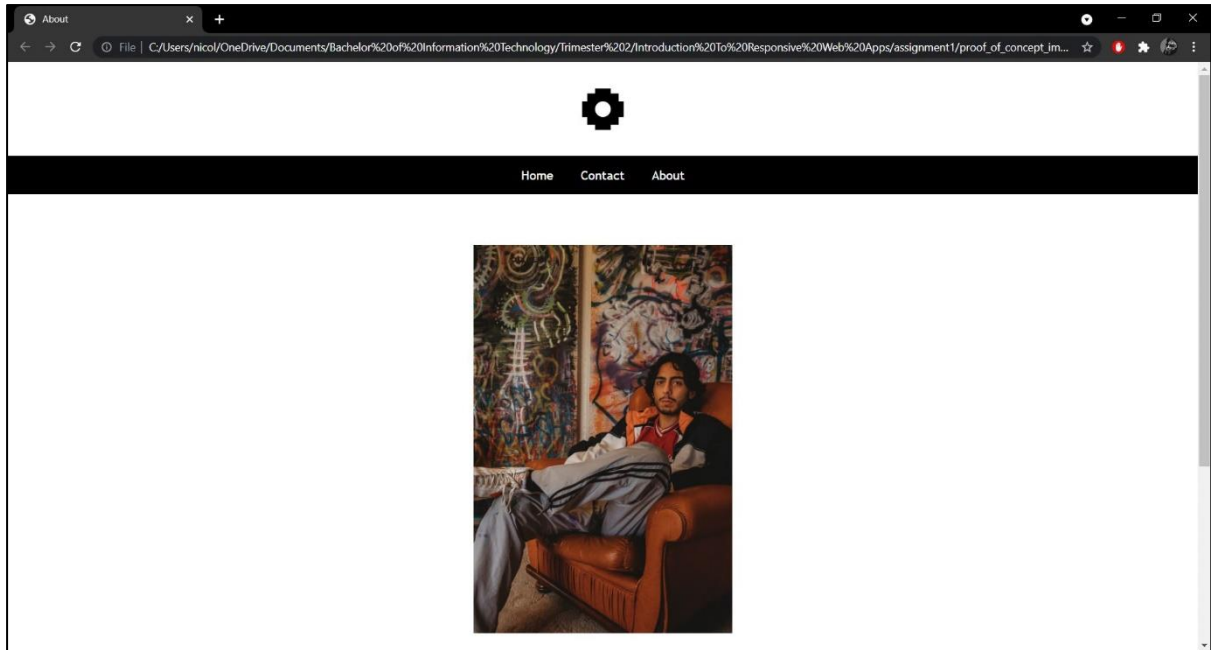 About
File | C:/Users/nicol/OneDrive/Documents/Bachelor%20of%20Information%20Technology/Trimester%202/Introduction%20To%20Responsive%20Web%20Apps/assignment1/proof_of_concept_im...
Home Contact About